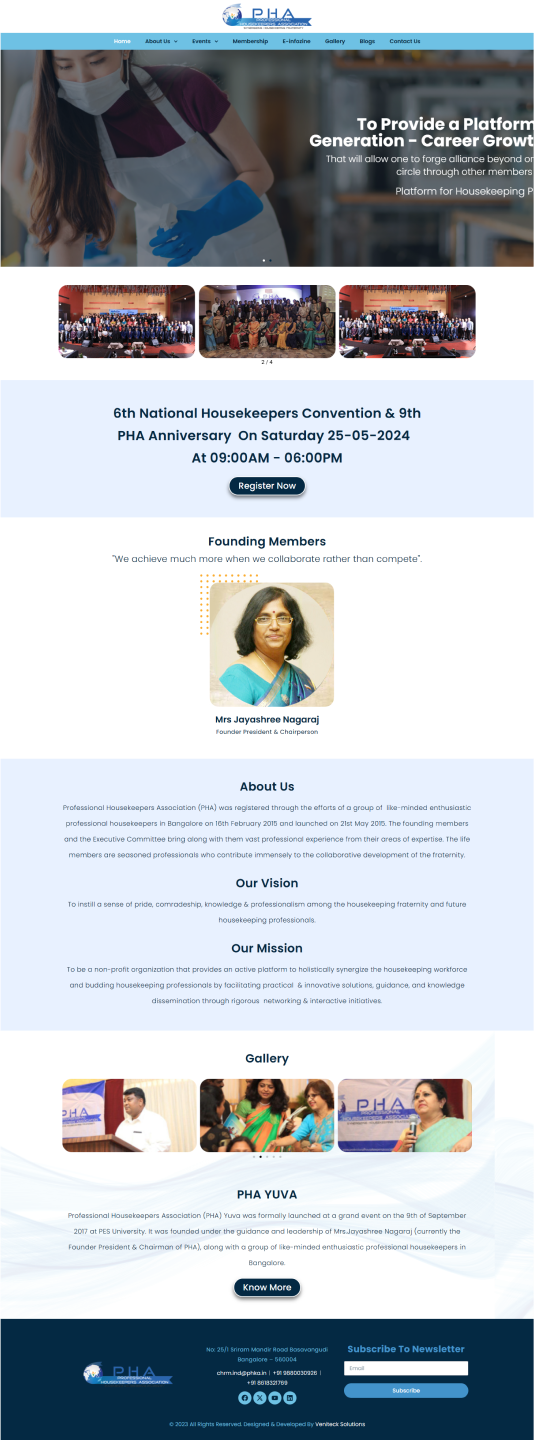 PHA
PROFESSIONAL
HOUSEKEEPERS ASSOCIATION
Home About Us Events Membership E-Infozine Gallery Blogs Contact Us
To Provide a Platform
Generation - Career Growt
That will allow one to forge alliance beyond or
circle through other members
Platform for Housekeeping P
2 / 4
6th National Housekeepers Convention & 9th
PHA Anniversary On Saturday 25-05-2024
At 09:00AM - 06:00PM
Register Now
Founding Members
"We achieve much more when we collaborate rather than compete".
Mrs Jayashree Nagaraj
Founder President & Chairperson
About Us
Professional Housekeepers Association (PHA) was registered through the efforts of a group of like-minded enthusiastic
professional housekeepers in Bangalore on 16th February 2015 and launched on 21st May 2015. The founding members
and the Executive Committee bring along with them vast professional experience from their areas of expertise. The life
members are seasoned professionals who contribute immensely to the collaborative development of the fraternity.
Our Vision
To instill a sense of pride, comradeship, knowledge & professionalism among the housekeeping fraternity and future
housekeeping professionals.
Our Mission
To be a non-profit organization that provides an active platform to holistically synergize the housekeeping workforce
and budding housekeeping professionals by facilitating practical & innovative solutions, guidance, and knowledge
dissemination through rigorous networking & interactive initiatives.
Gallery
PHA
PHA
PROFESSIONAL
PHA YUVA
Professional Housekeepers Association (PHA) Yuva was formally launched at a grand event on the 9th of September
2017 at PES University. It was founded under the guidance and leadership of Mrs.Jayashree Nagaraj (currently the
Founder President & Chairman of PHA), along with a group of like-minded enthusiastic professional housekeepers in
Bangalore.
Know More
PHA
PROFESSIONAL
HOUSEKEEPERS ASSOCIATION
No: 25/1 Sriram Mandir Road Basavangudi
Bangalore - 560004
chrm.ind@phka.in | +91 9880030926 |
+91 8618321769
Subscribe To Newsletter
Email
Subscribe
© 2023 All Rights Reserved. Designed & Developed By Veniteck Solutions